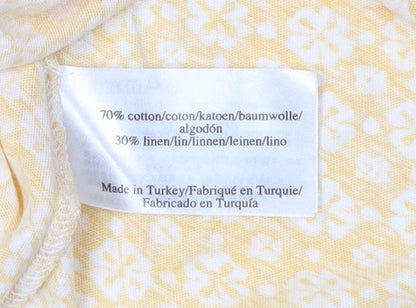 70% cotton/coton/katoen/baumwolle/
algodón
30% linen/lin/linnen/leinen/lino
Made in Turkey/Fabriqué en Turquie/
Fabricado en Turquía